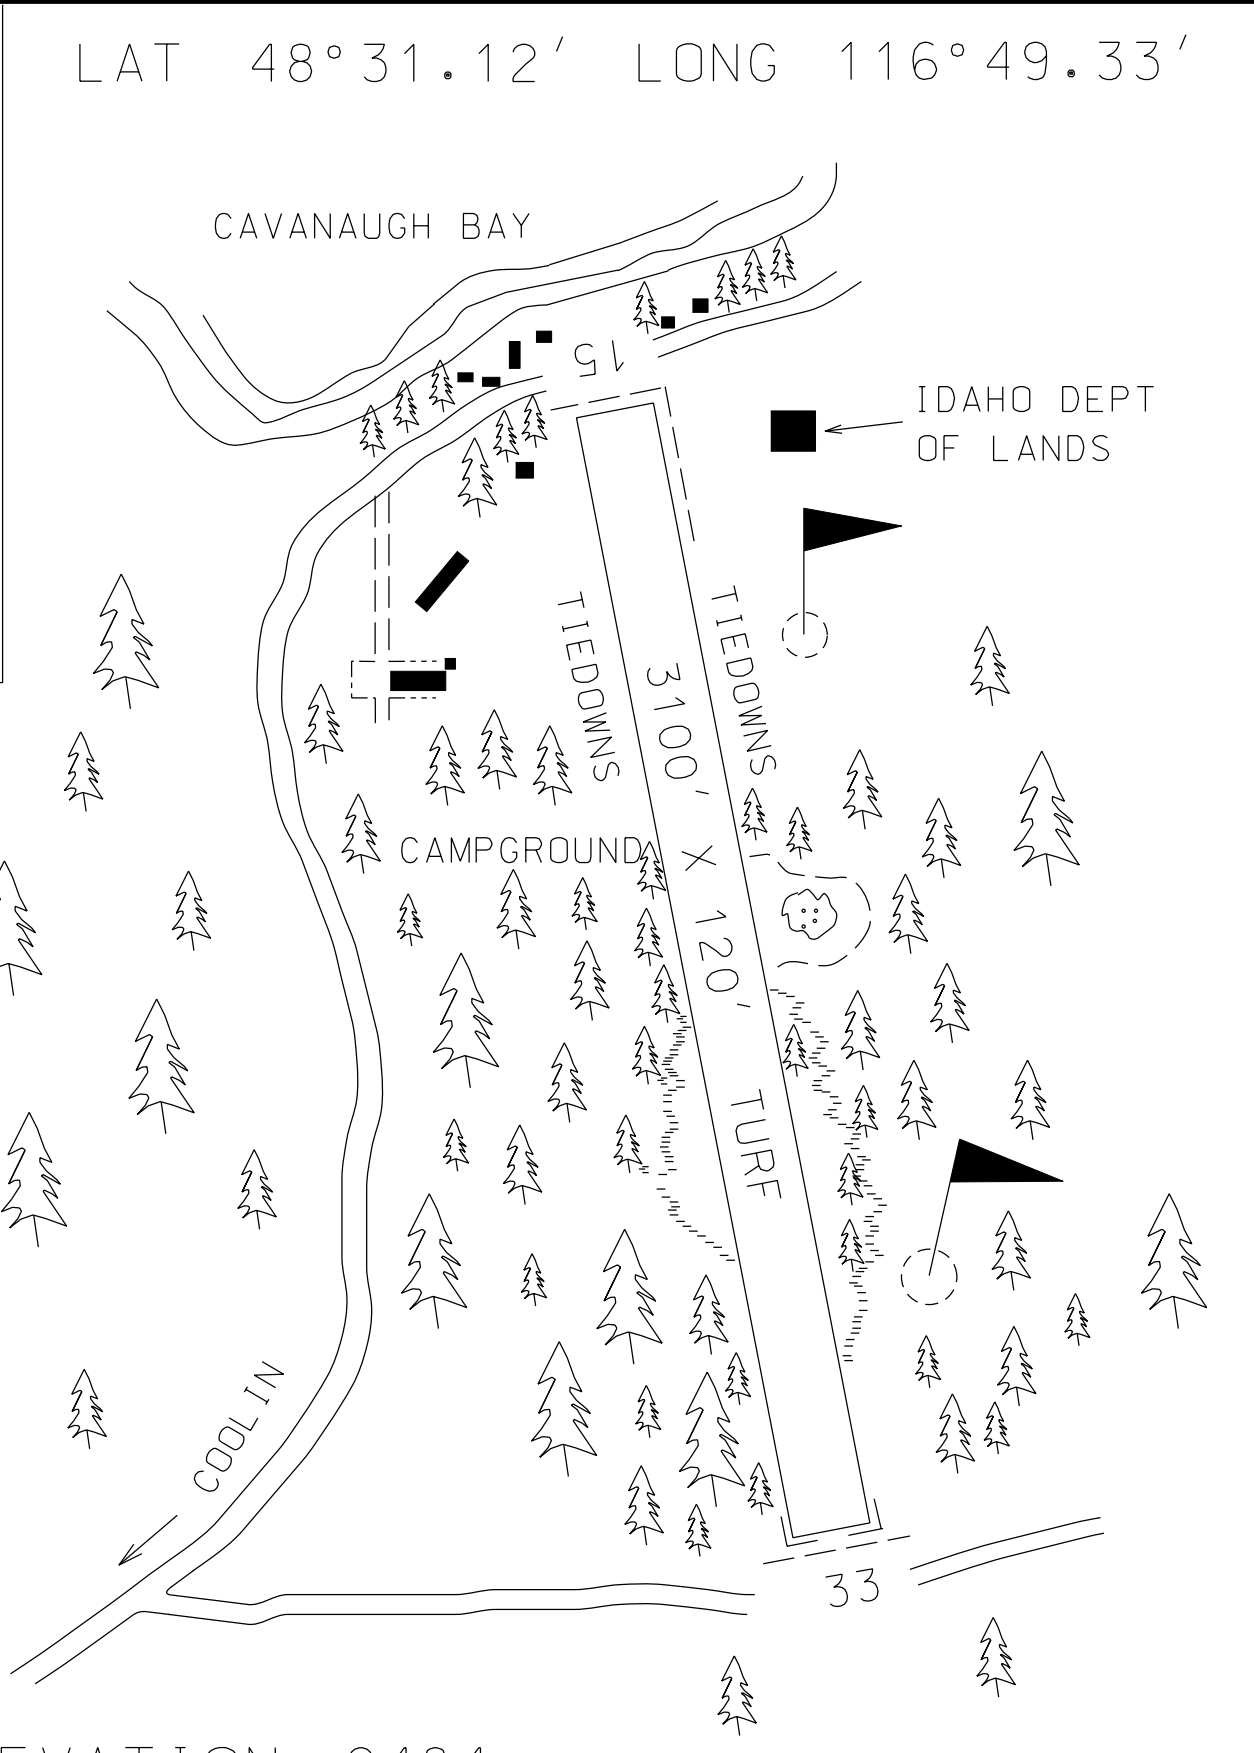 LAT 48°31.12′ LONG 116°49.33′
CAVANAUGH BAY
15
IDAHO DEPT
OF LANDS
TIEDOWNS
TIEDOWNS
3100′ X 120′ TURF
CAMPGROUND
COOLIN
33